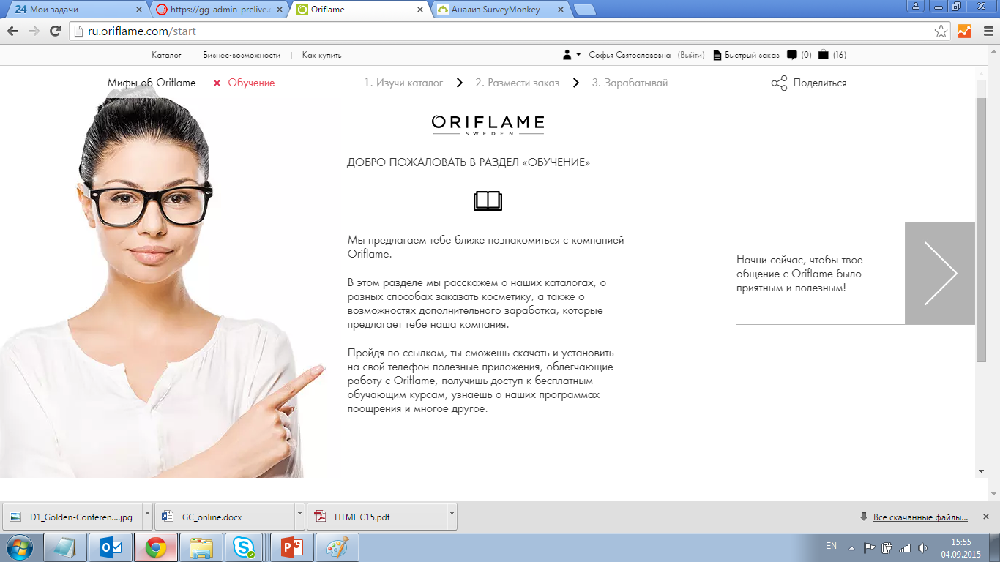 24 Мои задачи
https://gg-admin-prelive.
Oriflame
Анализ SurveyMonkey —
ru.oriflame.com/start
Каталог
Бизнес-возможности
Как купить
Софья Святославовна (Выйти)
Быстрый заказ
(0)
(16)
Мифы об Oriflame
Обучение
1. Изучи каталог
2. Размести заказ
3. Зарабатывай
Поделиться
ORIFLAME
SWEDEN
ДОБРО ПОЖАЛОВАТЬ В РАЗДЕЛ «ОБУЧЕНИЕ»
Мы предлагаем тебе ближе познакомиться с компанией
Oriflame.
В этом разделе мы расскажем о наших каталогах, о
разных способах заказать косметику, а также о
возможностях дополнительного заработка, которые
предлагает тебе наша компания.
Пройдя по ссылкам, ты сможешь скачать и установить
на свой телефон полезные приложения, облегчающие
работу с Oriflame, получишь доступ к бесплатным
обучающим курсам, узнаешь о наших программах
поощрения и многое другое.
Начни сейчас, чтобы твое
общение с Oriflame было
приятным и полезным!
D1_Golden-Conferen....jpg
GC_online.docx
HTML C15.pdf
Все скачанные файлы...
EN
15:55
04.09.2015